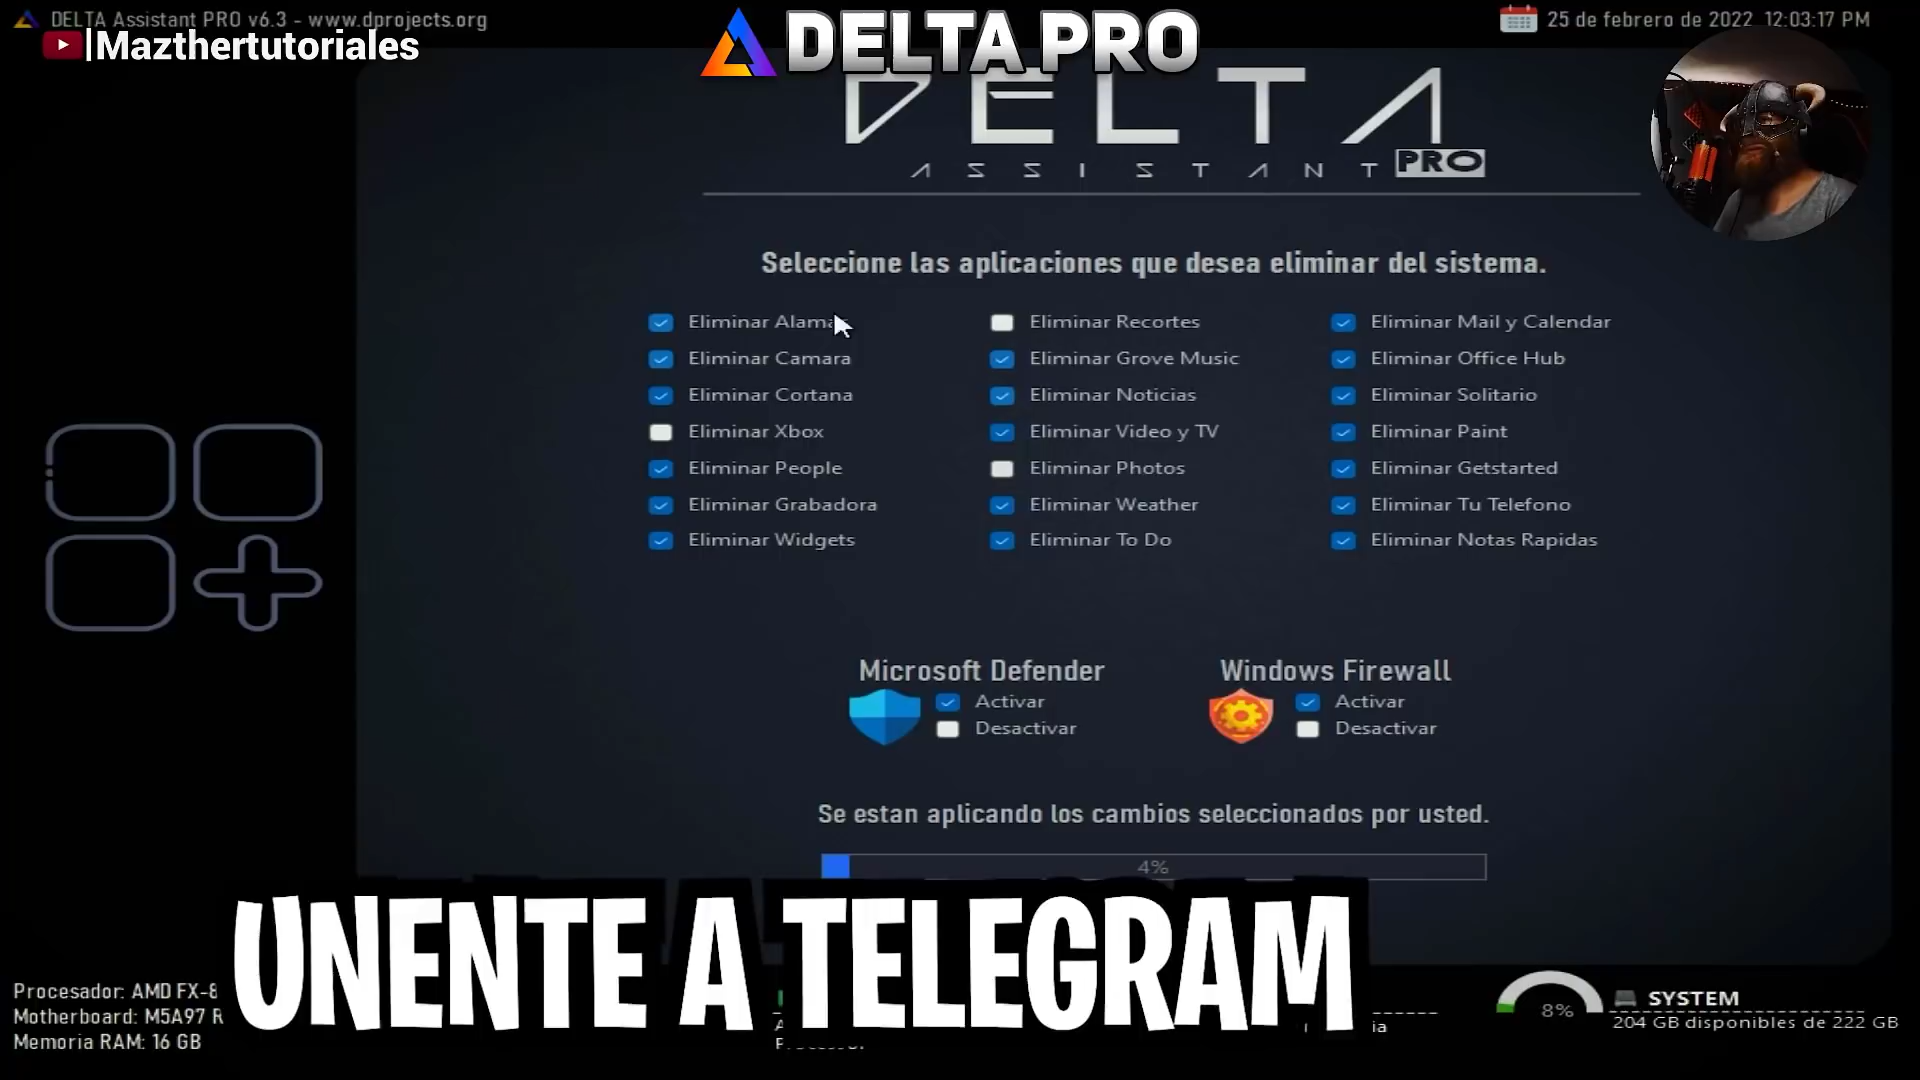 DELTA Assistant PRO v6.3 - www.dprojects.org
25 de febrero de 2022 12:03:17 PM
|Mazthertutoriales
DELTA PRO
DELTA
ASSISTANT PRO
Seleccione las aplicaciones que desea eliminar del sistema.
Eliminar Alamas
Eliminar Recortes
Eliminar Mail y Calendar
Eliminar Camara
Eliminar Grove Music
Eliminar Office Hub
Eliminar Cortana
Eliminar Noticias
Eliminar Solitario
Eliminar Xbox
Eliminar Video y TV
Eliminar Paint
Eliminar People
Eliminar Photos
Eliminar Getstarted
Eliminar Grabadora
Eliminar Weather
Eliminar Tu Telefono
Eliminar Widgets
Eliminar To Do
Eliminar Notas Rapidas
Microsoft Defender
Activar
Desactivar
Windows Firewall
Activar
Desactivar
Se estan aplicando los cambios seleccionados por usted.
4%
UNENTE A TELEGRAM
Procesador: AMD FX-8
Motherboard: M5A97 R
Memoria RAM: 16 GB
8%
SYSTEM
204 GB disponibles de 222 GB